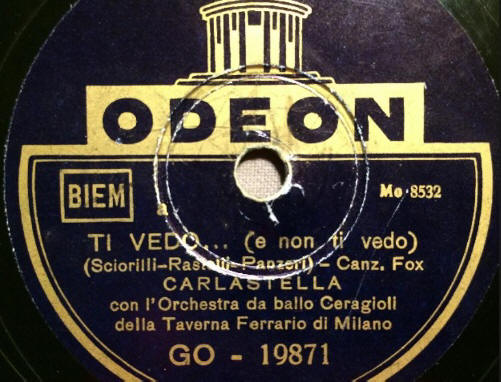 ODEON
BIEM
a
Mo 8532
TI VEDO... (e non ti vedo)
(Sciorilli-Rastelli-Panzeri) - Canz. Fox
CARLASTELLA
con l'Orchestra da ballo Ceragioli
della Taverna Ferrario di Milano
GO - 19871